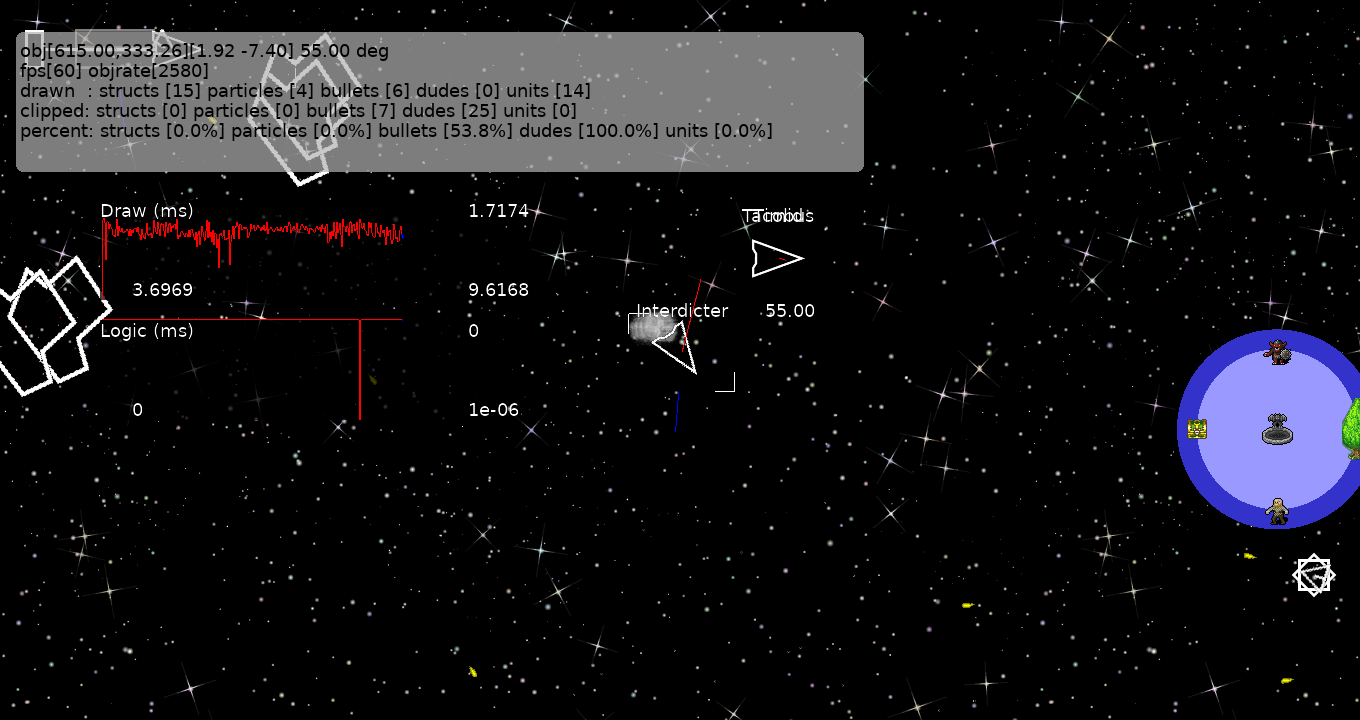 obj[615.00,333.26][1.92 -7.40] 55.00 deg
fps[60] objrate[2580]
drawn  : structs [15] particles [4] bullets [6] dudes [0] units [14]
clipped: structs [0] particles [0] bullets [7] dudes [25] units [0]
percent: structs [0.0%] particles [0.0%] bullets [53.8%] dudes [100.0%] units [0.0%]
Draw (ms) 1.7174
3.6969 9.6168
Interdicter 55.00
Logic (ms) 0
0 1e-06